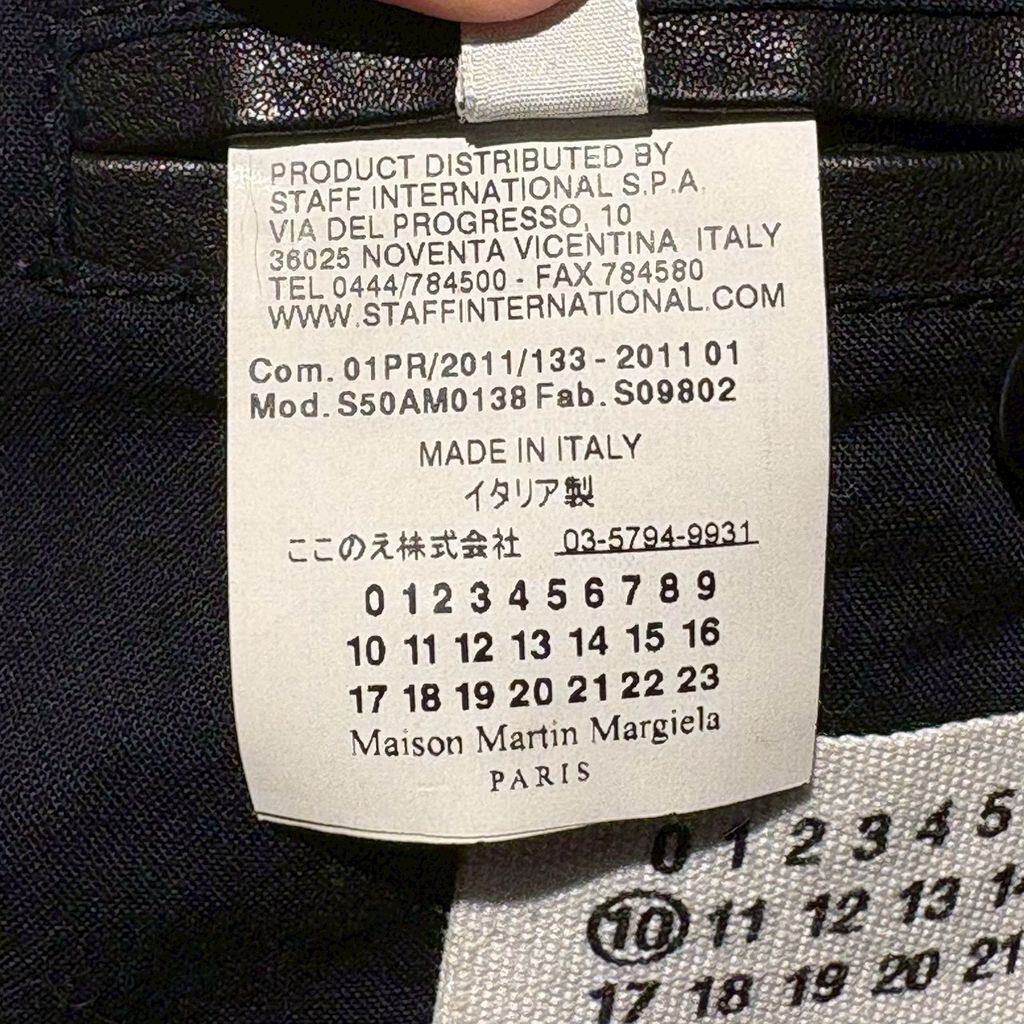 PRODUCT DISTRIBUTED BY
STAFF INTERNATIONAL S.P.A.
VIA DEL PROGRESSO, 10
36025 NOVENTA VICENTINA ITALY
TEL 0444/784500 - FAX 784580
WWW.STAFFINTERNATIONAL.COM
Com. 01PR/2011/133 - 2011 01
Mod. S50AM0138 Fab. S09802
MADE IN ITALY
イタリア製
ここのえ株式会社 03-5794-9931
0 1 2 3 4 5 6 7 8 9
10 11 12 13 14 15 16
17 18 19 20 21 22 23
Maison Martin Margiela
PARIS
0 1 2 3 4 5
10 11 12 13
17 18 19 20 21